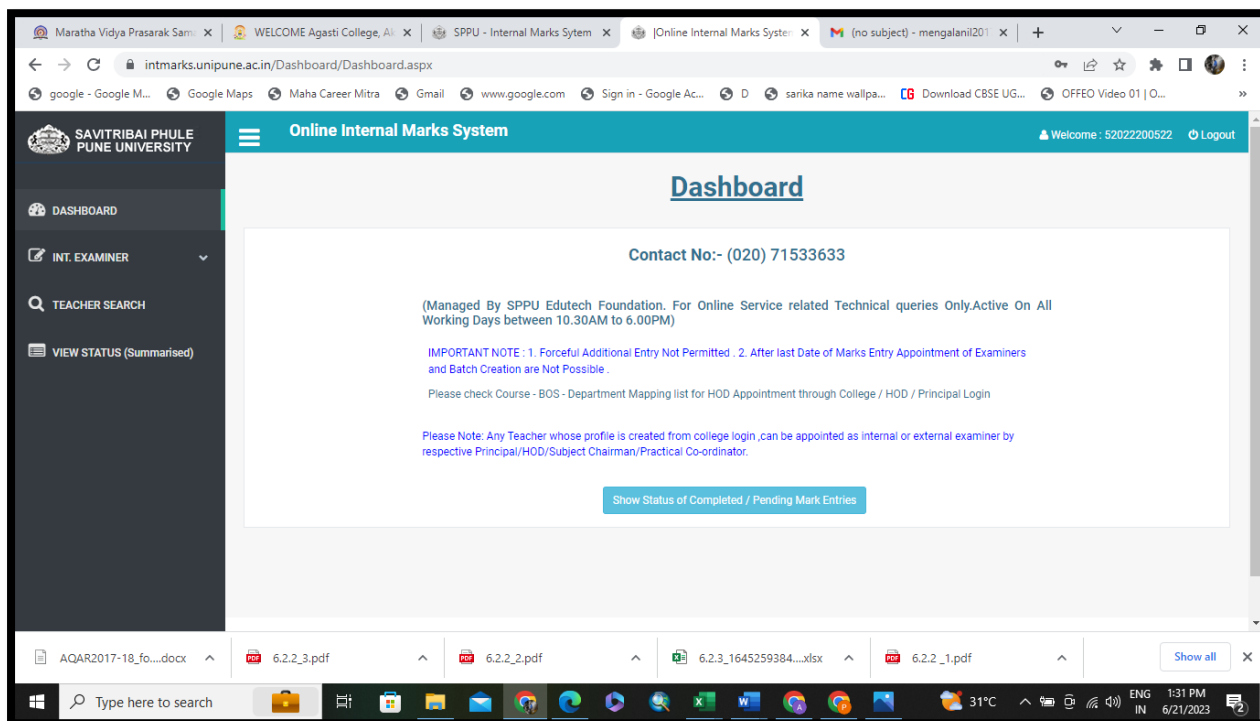 Maratha Vidya Prasarak Sam
WELCOME Agasti College, A
SPPU - Internal Marks Sytem
|Online Internal Marks System
(no subject) - mengalanil201
intmarks.unipune.ac.in/Dashboard/Dashboard.aspx
google - Google M...
Google Maps
Maha Career Mitra
Gmail
www.google.com
Sign in - Google Ac...
D
sarika name wallpa...
CG Download CBSE UG...
OFFEO Video 01 | O...
»
SAVITRIBAI PHULE
PUNE UNIVERSITY
Online Internal Marks System
Welcome : 52022200522
Logout
DASHBOARD
INT. EXAMINER
TEACHER SEARCH
VIEW STATUS (Summarised)
Dashboard
Contact No:- (020) 71533633
(Managed By SPPU Edutech Foundation. For Online Service related Technical queries Only.Active On All
Working Days between 10.30AM to 6.00PM)
IMPORTANT NOTE : 1. Forceful Additional Entry Not Permitted . 2. After last Date of Marks Entry Appointment of Examiners
and Batch Creation are Not Possible .
Please check Course - BOS - Department Mapping list for HOD Appointment through College / HOD / Principal Login
Please Note: Any Teacher whose profile is created from college login ,can be appointed as internal or external examiner by
respective Principal/HOD/Subject Chairman/Practical Co-ordinator.
Show Status of Completed / Pending Mark Entries
AQAR2017-18_fo....docx
PDF 6.2.2_3.pdf
PDF 6.2.2_2.pdf
6.2.3_1645259384....xlsx
PDF 6.2.2 _1.pdf
Show all
Type here to search
31°C
ENG
IN
1:31 PM
6/21/2023
2